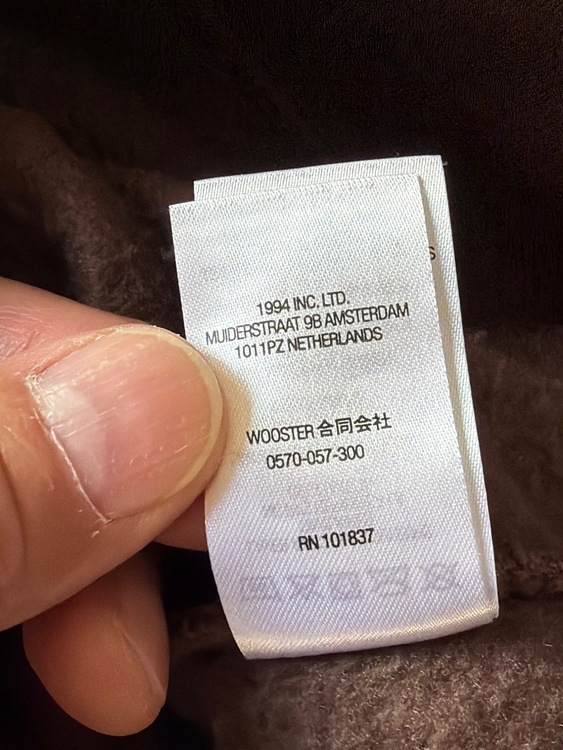 S
1994 INC. LTD.
MUIDERSTRAAT 9B AMSTERDAM
1011PZ NETHERLANDS
WOOSTER 合同会社
0570-057-300
RN 101837